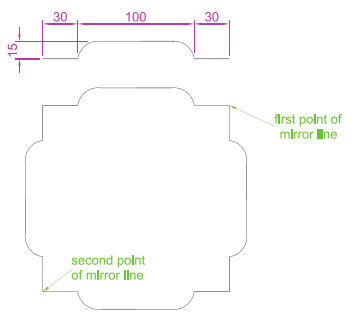 30 100 30
15
first point of
mirror line
second point
of mirror line